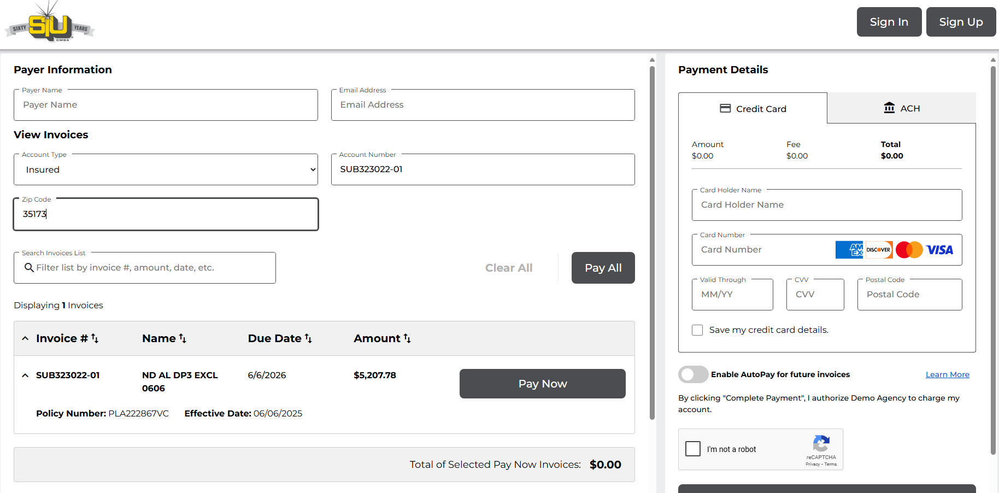 SIXTY SIU YEARS
CMGA
Sign In
Sign Up
Payer Information
Payer Name
Payer Name
Email Address
Email Address
View Invoices
Account Type
Insured
Account Number
SUB323022-01
Zip Code
35173
Search Invoices List
Filter list by invoice #, amount, date, etc.
Clear All
Pay All
Displaying 1 Invoices
Invoice # Name Due Date Amount
SUB323022-01 ND AL DP3 EXCL 6/6/2026 $5,207.78
0606
Pay Now
Policy Number: PLA222867VC Effective Date: 06/06/2025
Total of Selected Pay Now Invoices: $0.00
Payment Details
Credit Card
ACH
Amount Fee Total
$0.00 $0.00 $0.00
Card Holder Name
Card Holder Name
Card Number
Card Number
AM
EX
DISCOVER
VISA
Valid Through
MM/YY
CVV
CVV
Postal Code
Postal Code
Save my credit card details.
Enable AutoPay for future invoices
Learn More
By clicking "Complete Payment", I authorize Demo Agency to charge my
account.
I'm not a robot
reCAPTCHA
Privacy - Terms